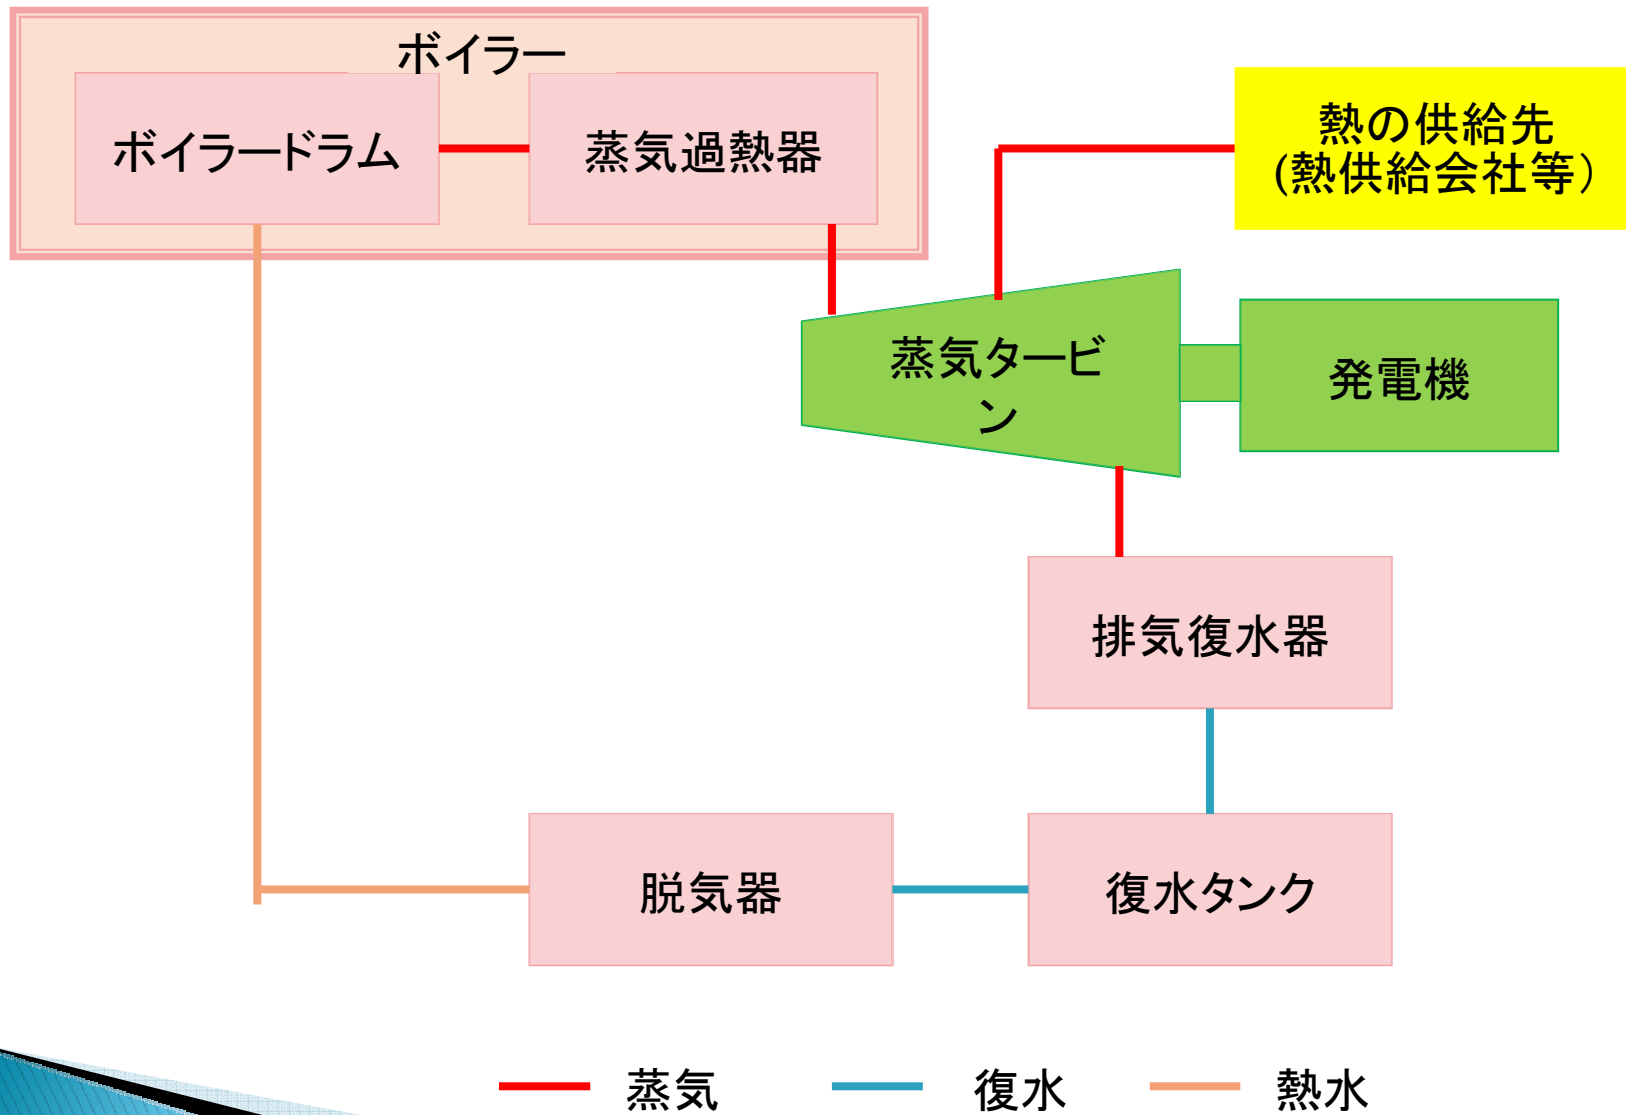 ボイラー
ボイラードラム
蒸気過熱器
熱の供給先
(熱供給会社等）
蒸気タービ
ン
発電機
排気復水器
脱気器
復水タンク
蒸気
復水
熱水